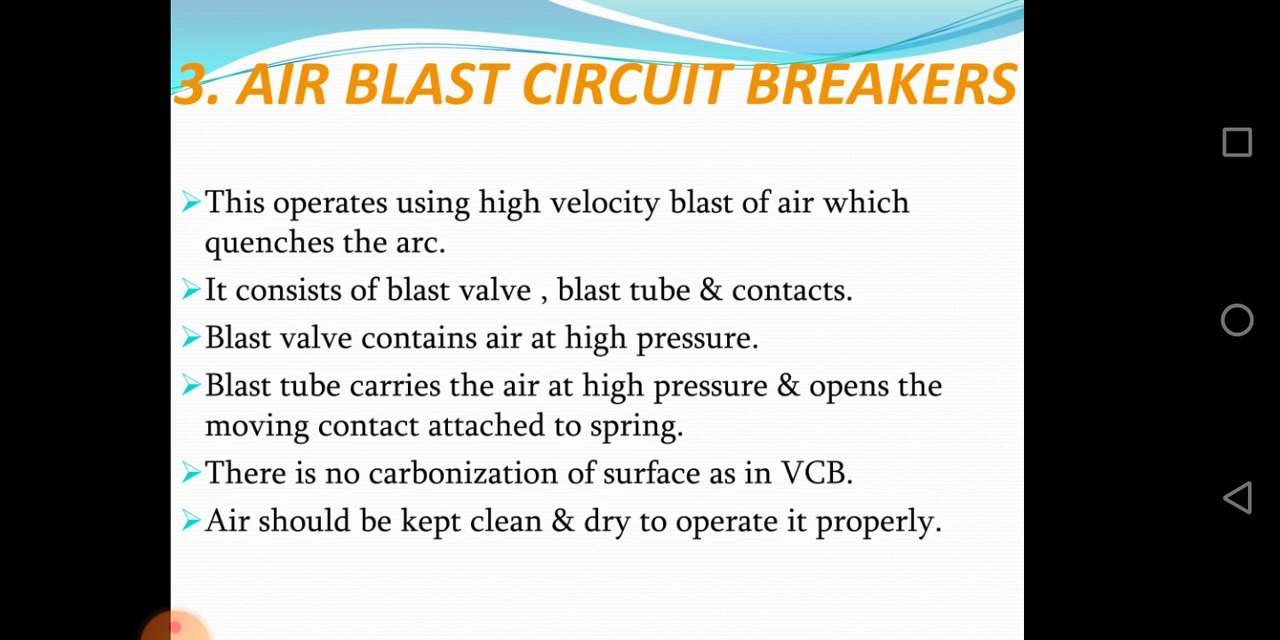 3. AIR BLAST CIRCUIT BREAKERS
This operates using high velocity blast of air which
quenches the arc.
It consists of blast valve , blast tube & contacts.
Blast valve contains air at high pressure.
Blast tube carries the air at high pressure & opens the
moving contact attached to spring.
There is no carbonization of surface as in VCB.
Air should be kept clean & dry to operate it properly.